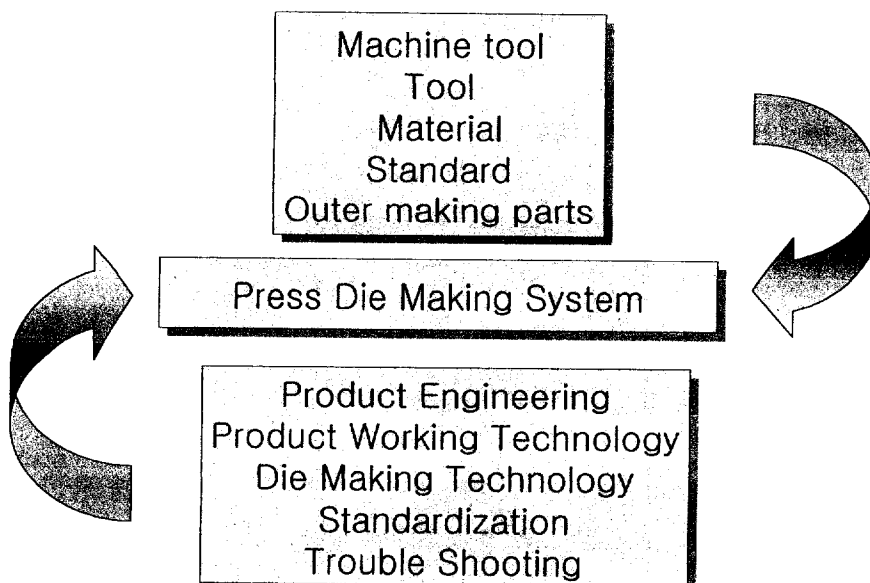 Machine tool
Tool
Material
Standard
Outer making parts
Press Die Making System
Product Engineering
Product Working Technology
Die Making Technology
Standardization
Trouble Shooting